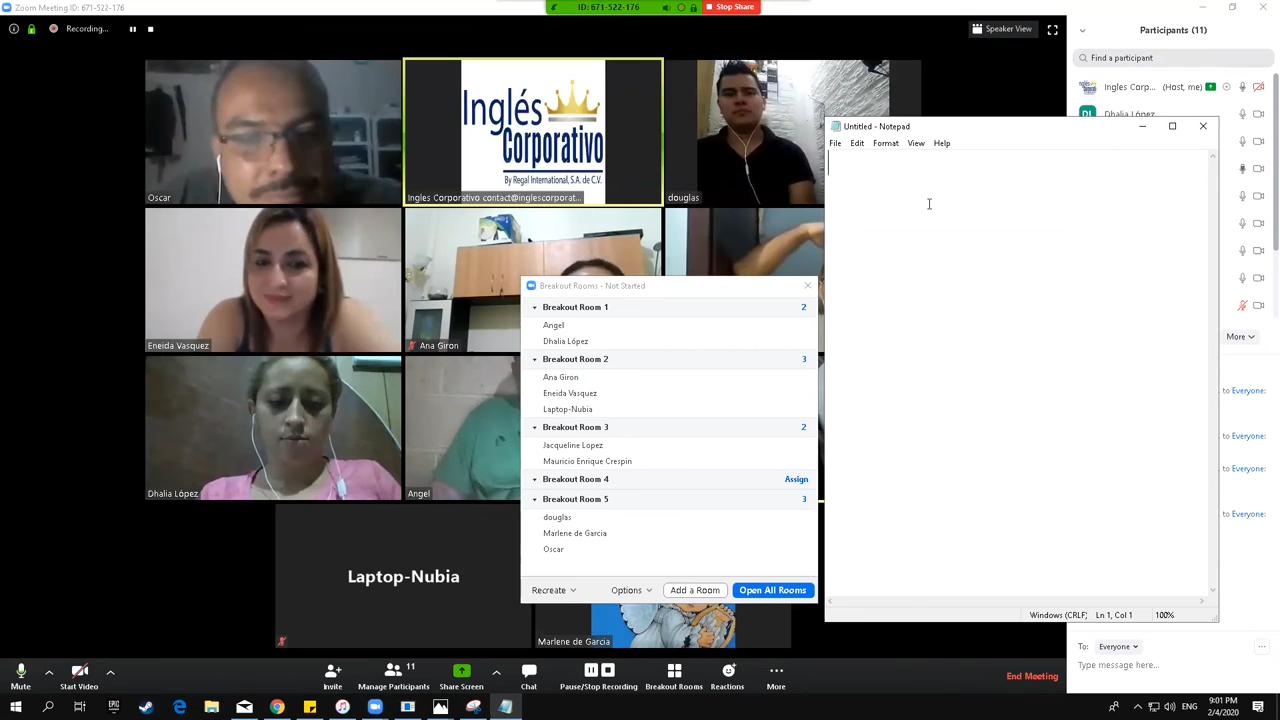 Zoom Meeting ID: 671-522-176
ID: 671-522-176
Stop Share
Recording...
Speaker View
Participants (11)
Find a participant
Ingles Corp... (Host, me)
Dhalia López
DL
Oscar
Inglés
Corporativo
By Regal International, S.A. de C.V.
Ingles Corporativo contact@inglescorporat...
douglas
Eneida Vasquez
Ana Giron
Dhalia López
Angel
Laptop-Nubia
Marlene de Garcia
Breakout Rooms - Not Started
Breakout Room 1 2
Angel
Dhalia López
Breakout Room 2 3
Ana Giron
Eneida Vasquez
Laptop-Nubia
Breakout Room 3 2
Jacqueline Lopez
Mauricio Enrique Crespin
Breakout Room 4 Assign
Breakout Room 5 3
douglas
Marlene de Garcia
Oscar
Recreate Options Add a Room Open All Rooms
Untitled - Notepad
File Edit Format View Help
Windows (CRLF) Ln 1, Col 1 100%
More
to Everyone:
to Everyone:
to Everyone:
to Everyone:
To: Everyone
Type message here...
Mute Start Video Invite Manage Participants 11 Share Screen Chat Pause/Stop Recording Breakout Rooms Reactions More End Meeting
EPIC
ENG
9:01 PM
2/4/2020